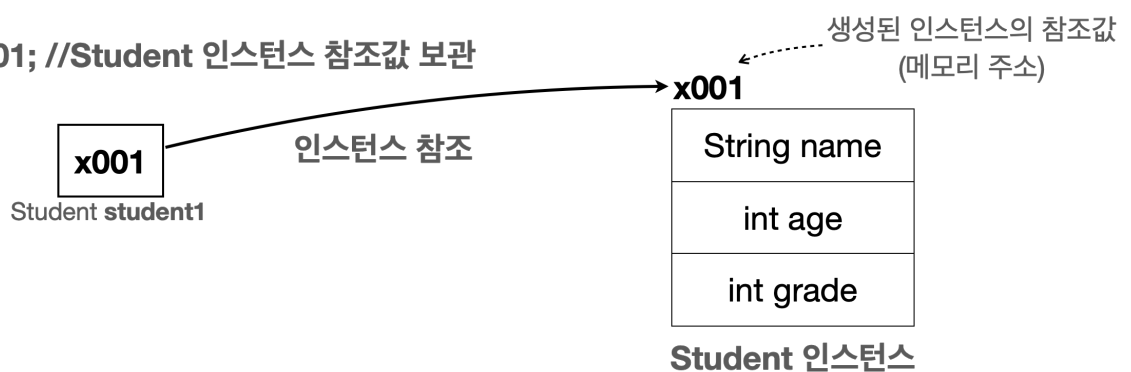 01; //Student 인스턴스 참조값 보관
생성된 인스턴스의 참조값
(메모리 주소)
x001
인스턴스 참조
x001
Student student1
String name
int age
int grade
Student 인스턴스